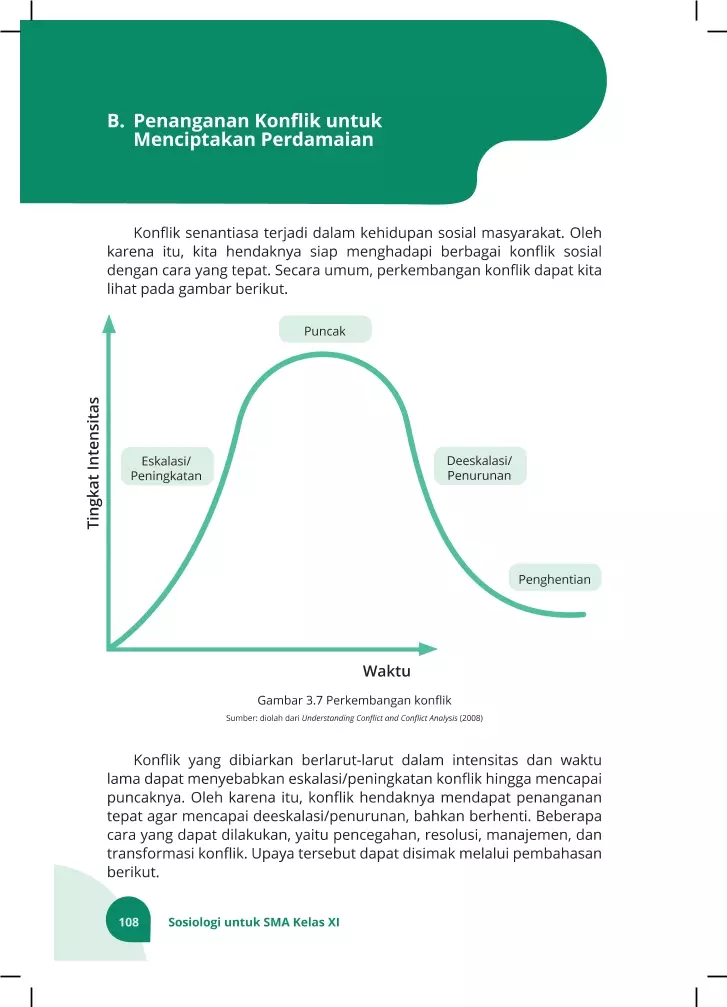 B. Penanganan Konflik untuk
Menciptakan Perdamaian
Konflik senantiasa terjadi dalam kehidupan sosial masyarakat. Oleh
karena itu, kita hendaknya siap menghadapi berbagai konflik sosial
dengan cara yang tepat. Secara umum, perkembangan konflik dapat kita
lihat pada gambar berikut.
Puncak
Tingkat Intensitas
Eskalasi/
Peningkatan
Deeskalasi/
Penurunan
Penghentian
Waktu
Gambar 3.7 Perkembangan konflik
Sumber: diolah dari Understanding Conflict and Conflict Analysis (2008)
Konflik yang dibiarkan berlarut-larut dalam intensitas dan waktu
lama dapat menyebabkan eskalasi/peningkatan konflik hingga mencapai
puncaknya. Oleh karena itu, konflik hendaknya mendapat penanganan
tepat agar mencapai deeskalasi/penurunan, bahkan berhenti. Beberapa
cara yang dapat dilakukan, yaitu pencegahan, resolusi, manajemen, dan
transformasi konflik. Upaya tersebut dapat disimak melalui pembahasan
berikut.
108 Sosiologi untuk SMA Kelas XI